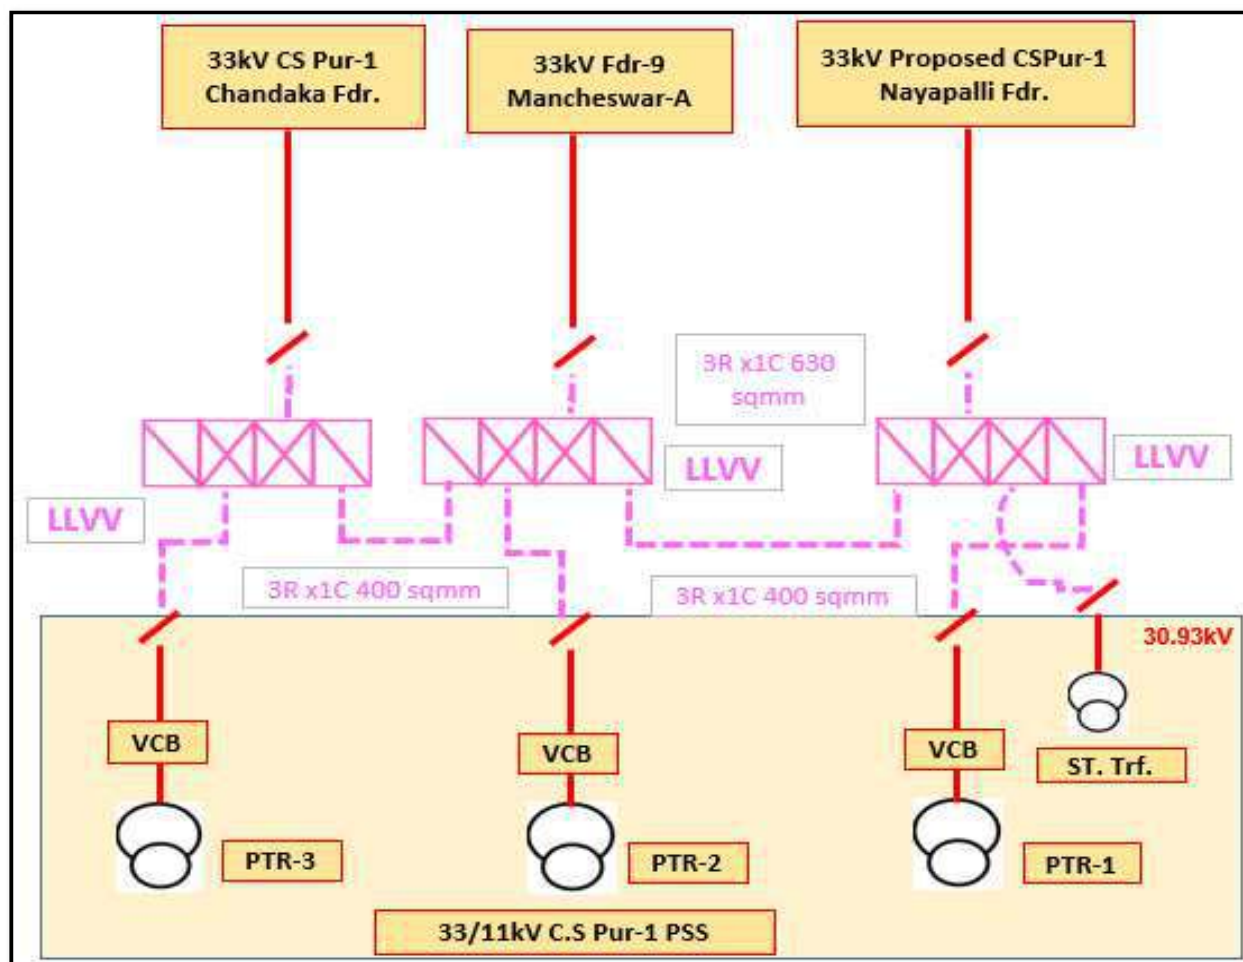 33kV CS Pur-1
Chandaka Fdr.
33kV Fdr-9
Mancheswar-A
33kV Proposed CSPur-1
Nayapalli Fdr.
3R x1C 630
sqmm
LLVV
LLVV
LLVV
3R x1C 400 sqmm
3R x1C 400 sqmm
30.93kV
VCB
VCB
VCB
ST. Trf.
PTR-3
PTR-2
PTR-1
33/11kV C.S Pur-1 PSS